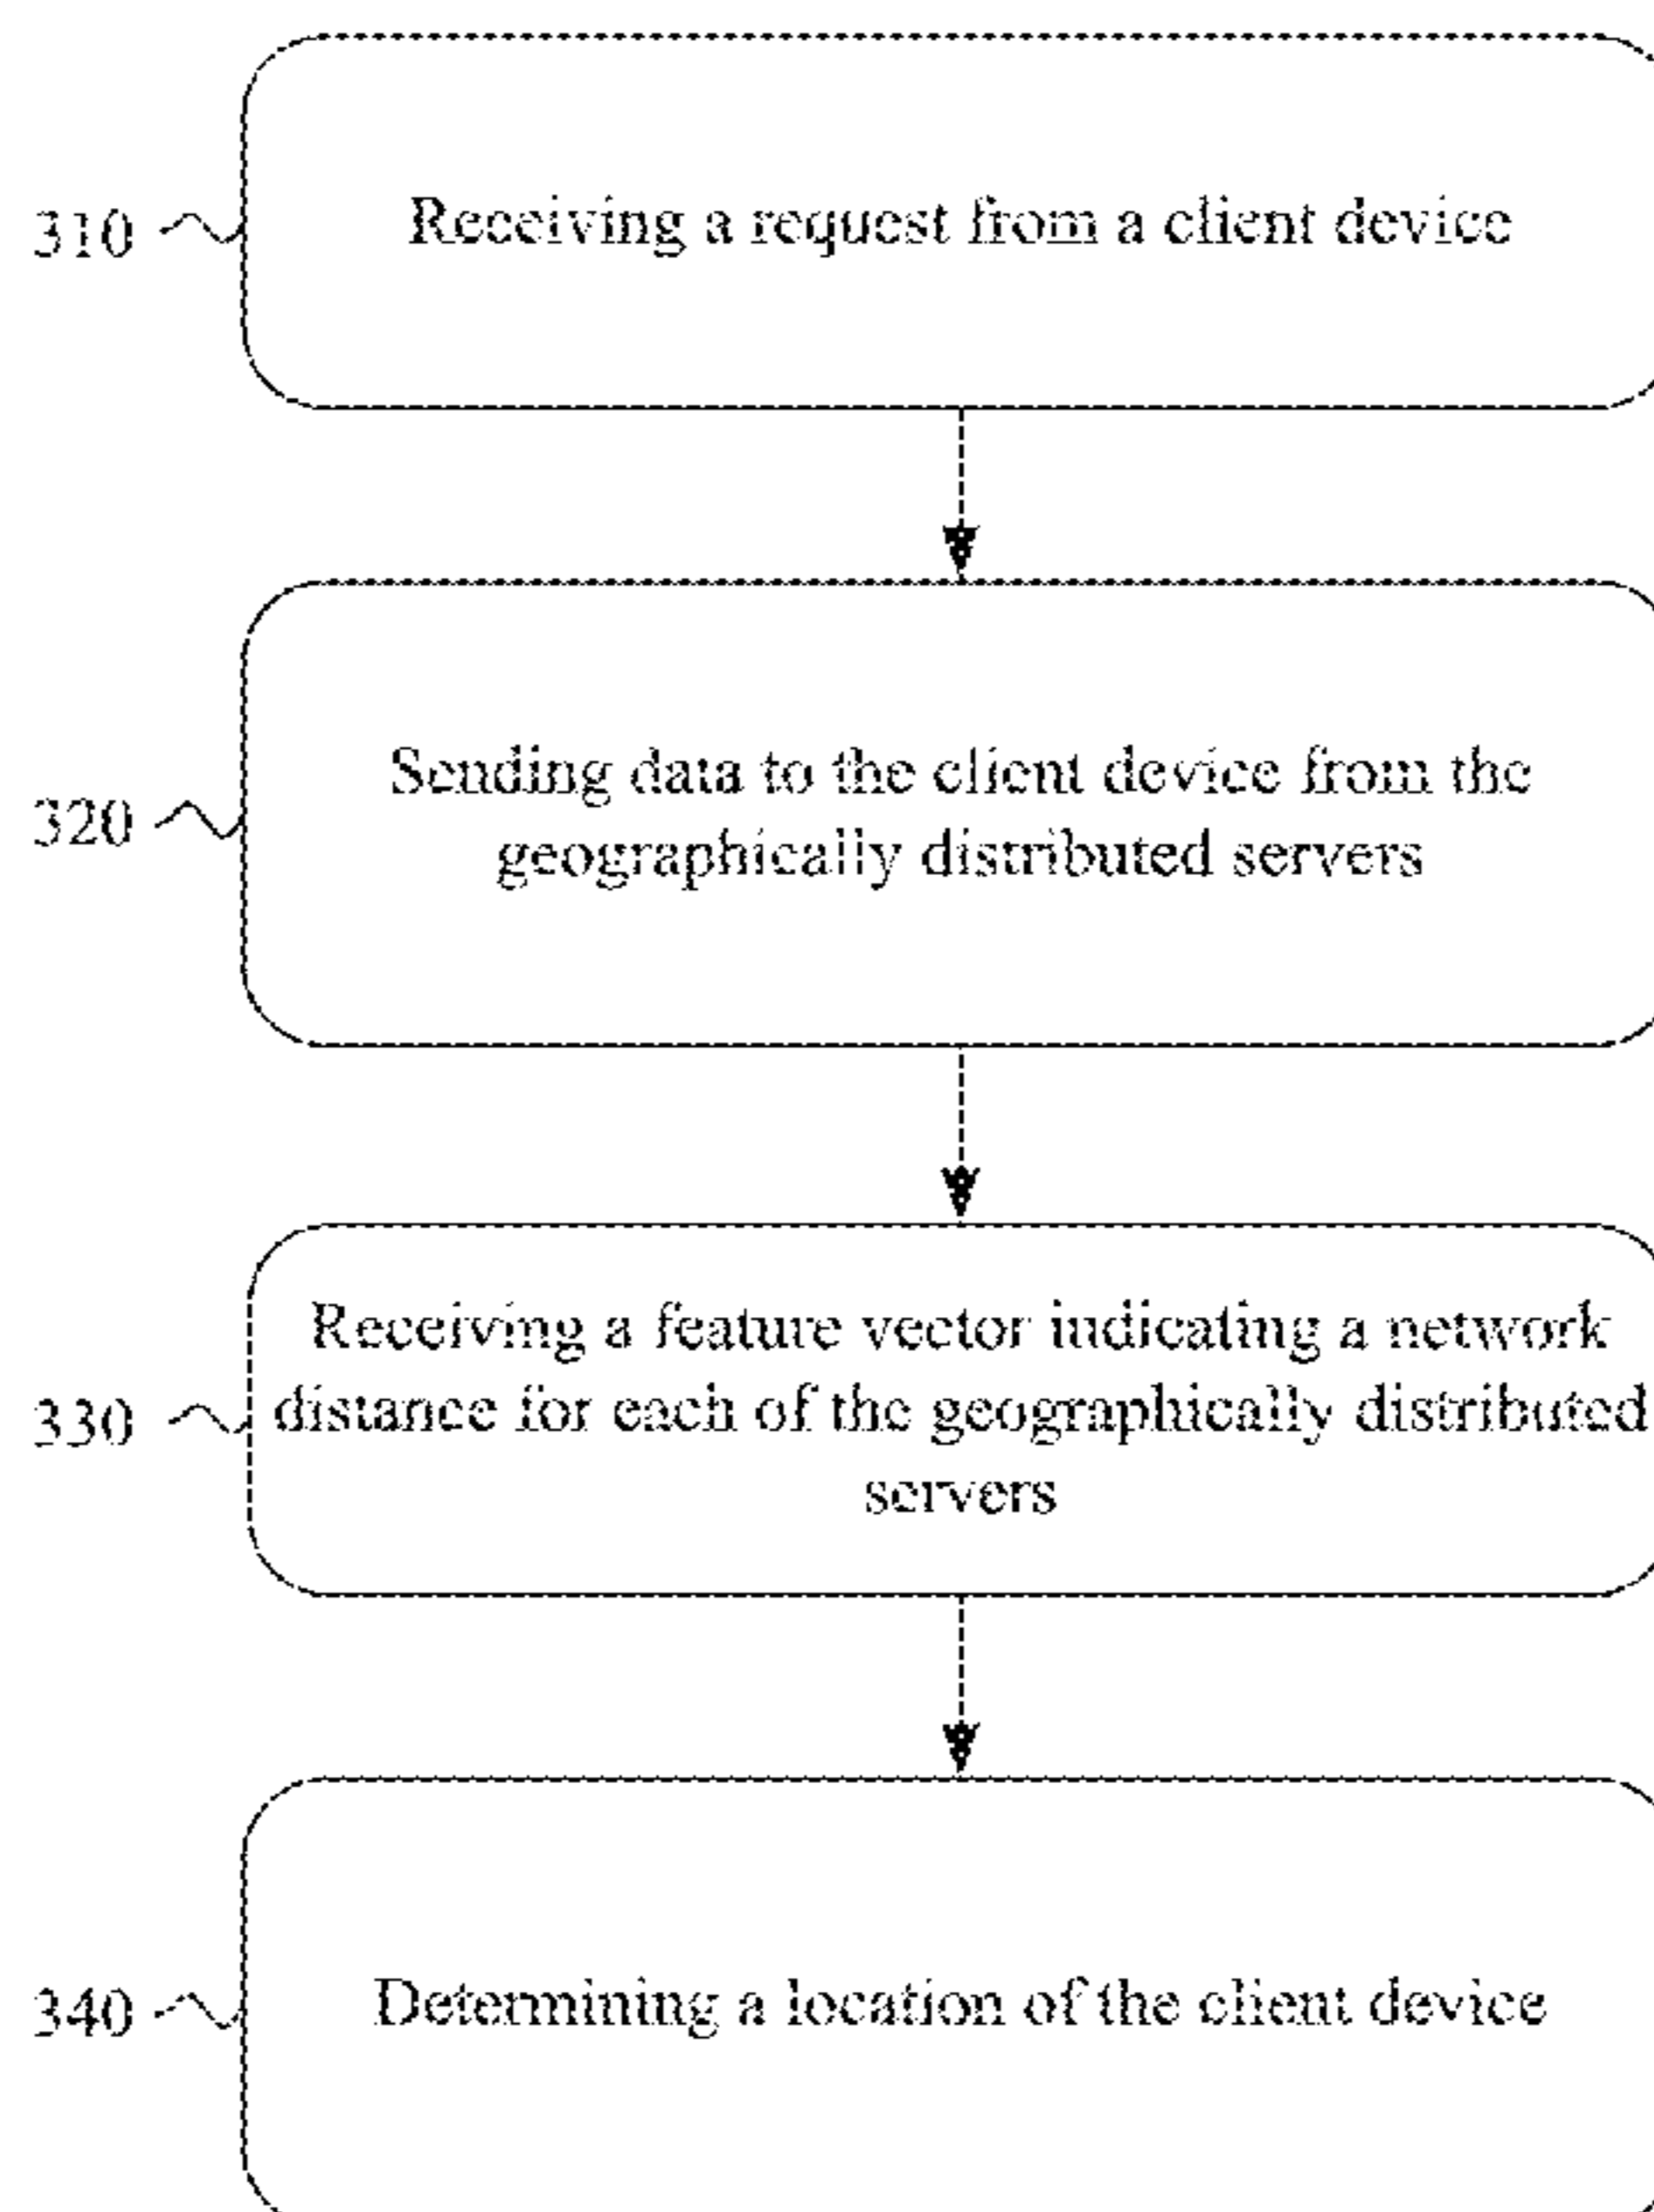 310
Receiving a request from a client device
320
Sending data to the client device from the
geographically distributed servers
330
Receiving a feature vector indicating a network
distance for each of the geographically distributed
servers
340
Determining a location of the client device